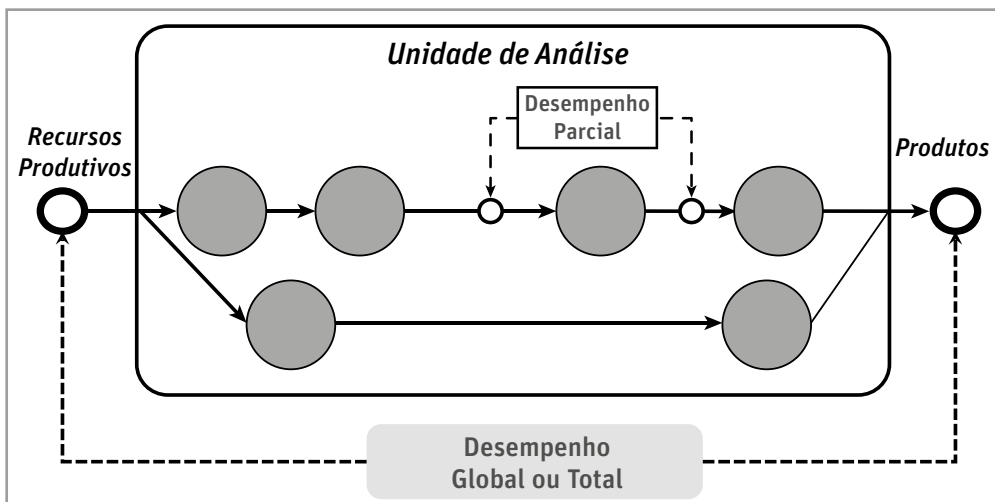 Unidade de Análise
Desempenho
Parcial
Recursos
Produtivos
Produtos
Desempenho
Global ou Total